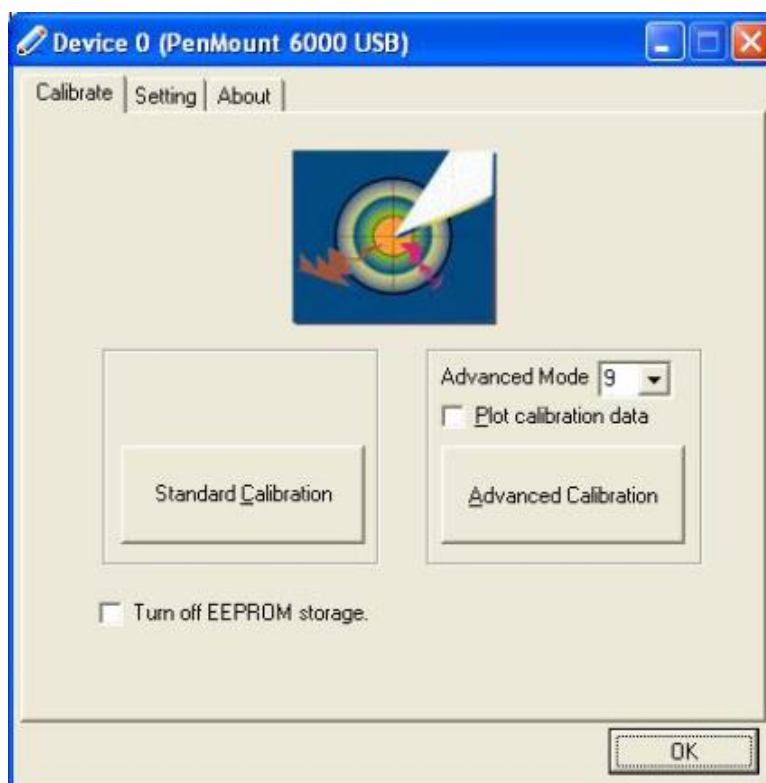 Device 0 (PenMount 6000 USB)
Calibrate Setting About
Advanced Mode 9
Plot calibration data
Standard Calibration
Advanced Calibration
Turn off EEPROM storage.
OK